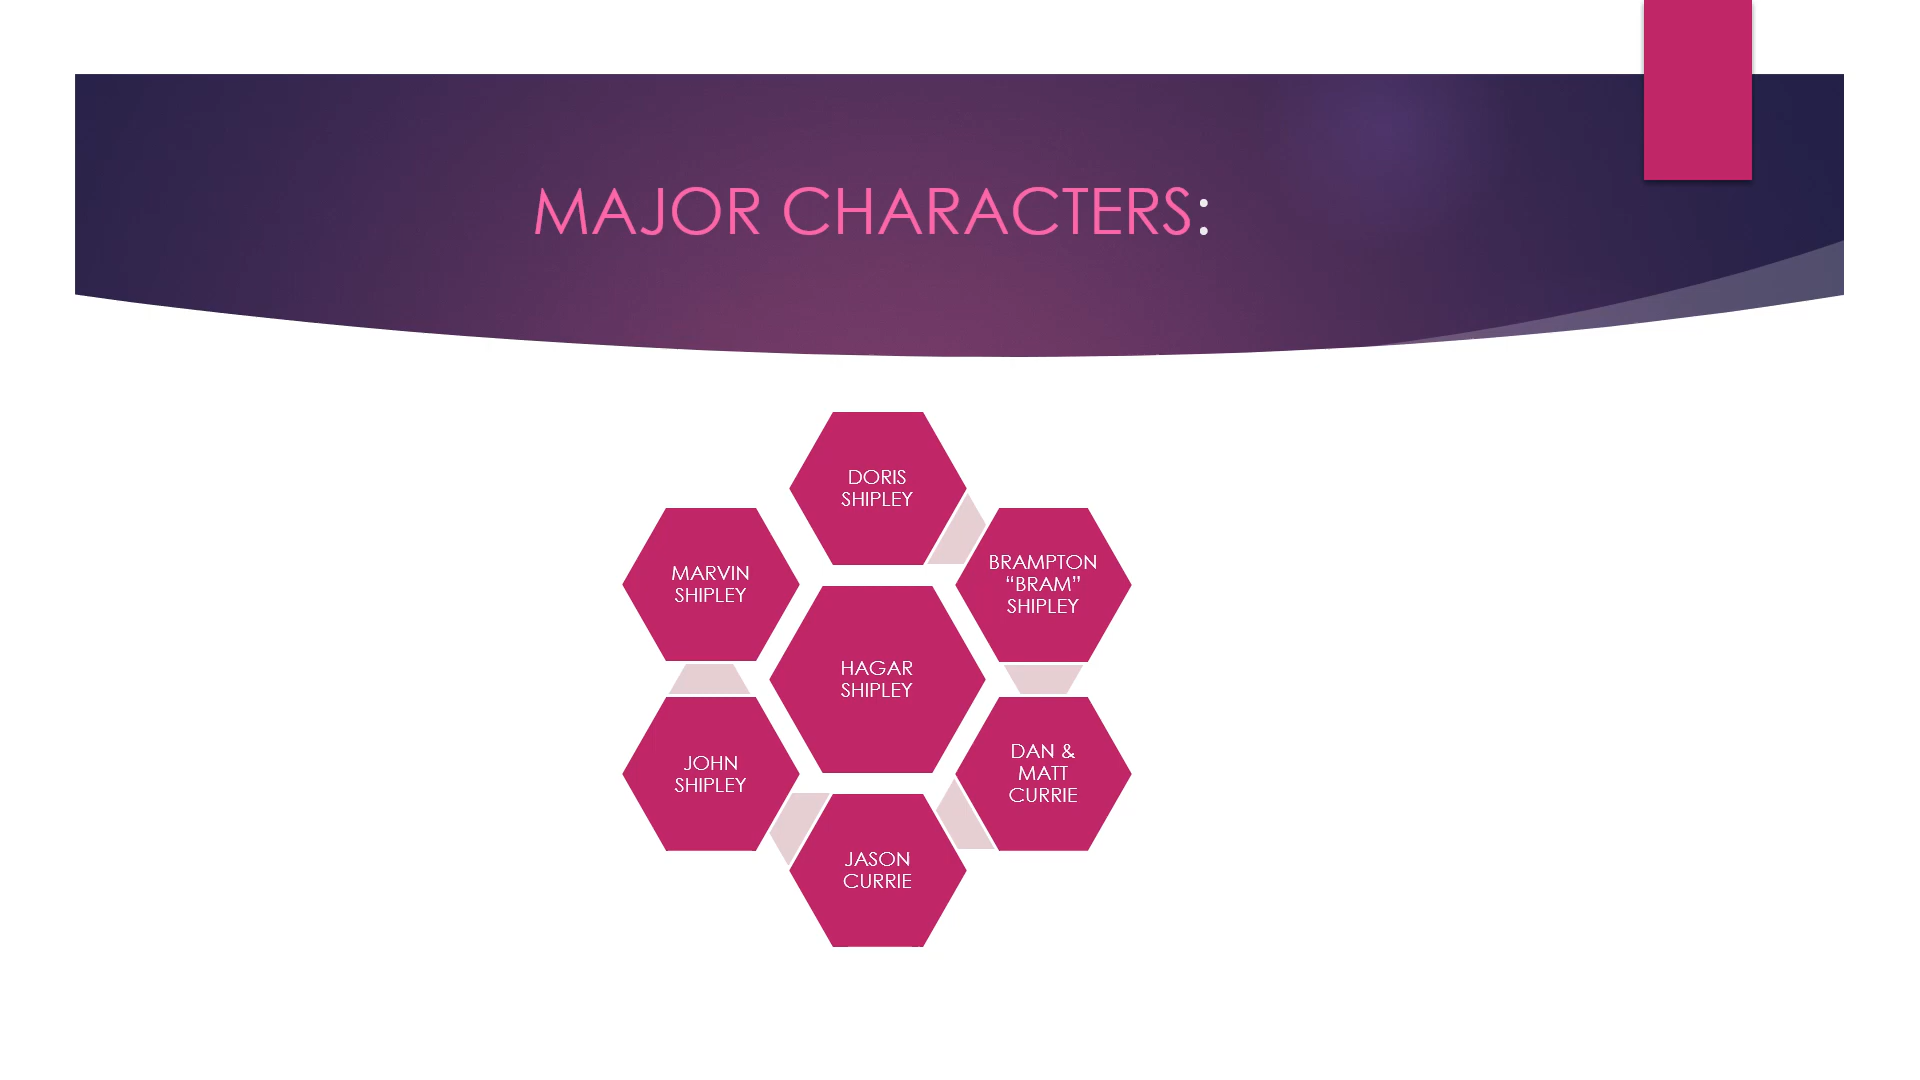 MAJOR CHARACTERS:
DORIS
SHIPLEY
BRAMPTON
“BRAM”
SHIPLEY
MARVIN
SHIPLEY
HAGAR
SHIPLEY
DAN &
MATT
CURRIE
JOHN
SHIPLEY
JASON
CURRIE